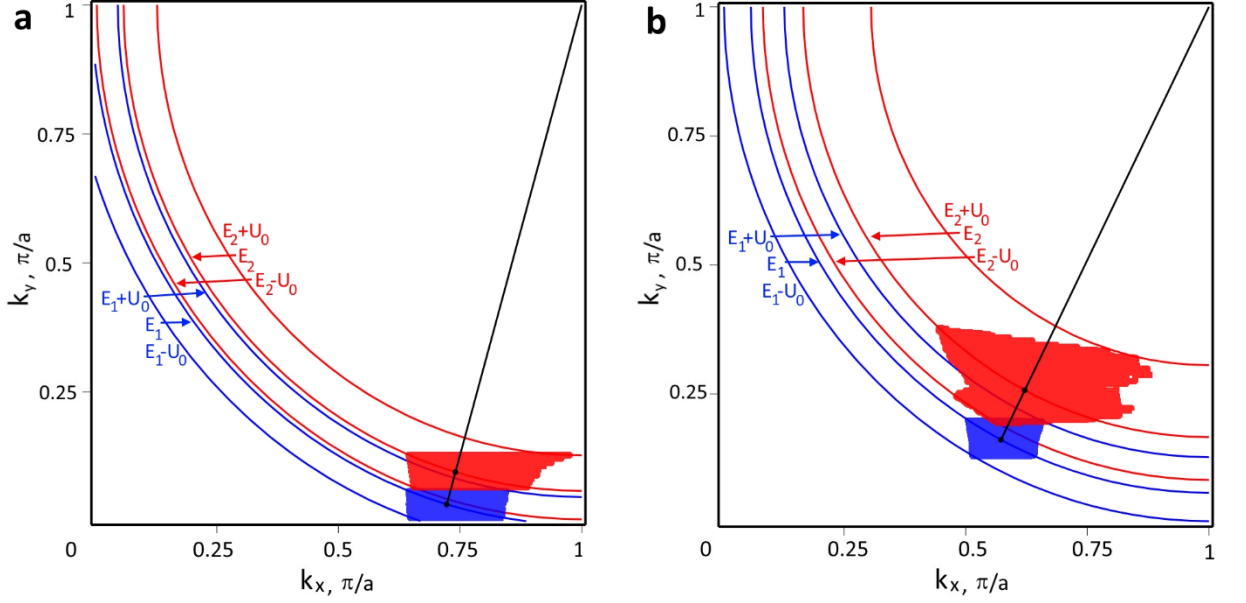 a
1
0.75
0.5
0.25
k_y, π/a
E₂+U₀
E₂
E₂-U₀
E₁+U₀
E₁
E₁-U₀
0
0.25
0.5
0.75
1
kₓ, π/a
b
1
0.75
0.5
0.25
k_y, π/a
E₂+U₀
E₂
E₂-U₀
E₁+U₀
E₁
E₁-U₀
0
0.25
0.5
0.75
1
kₓ, π/a